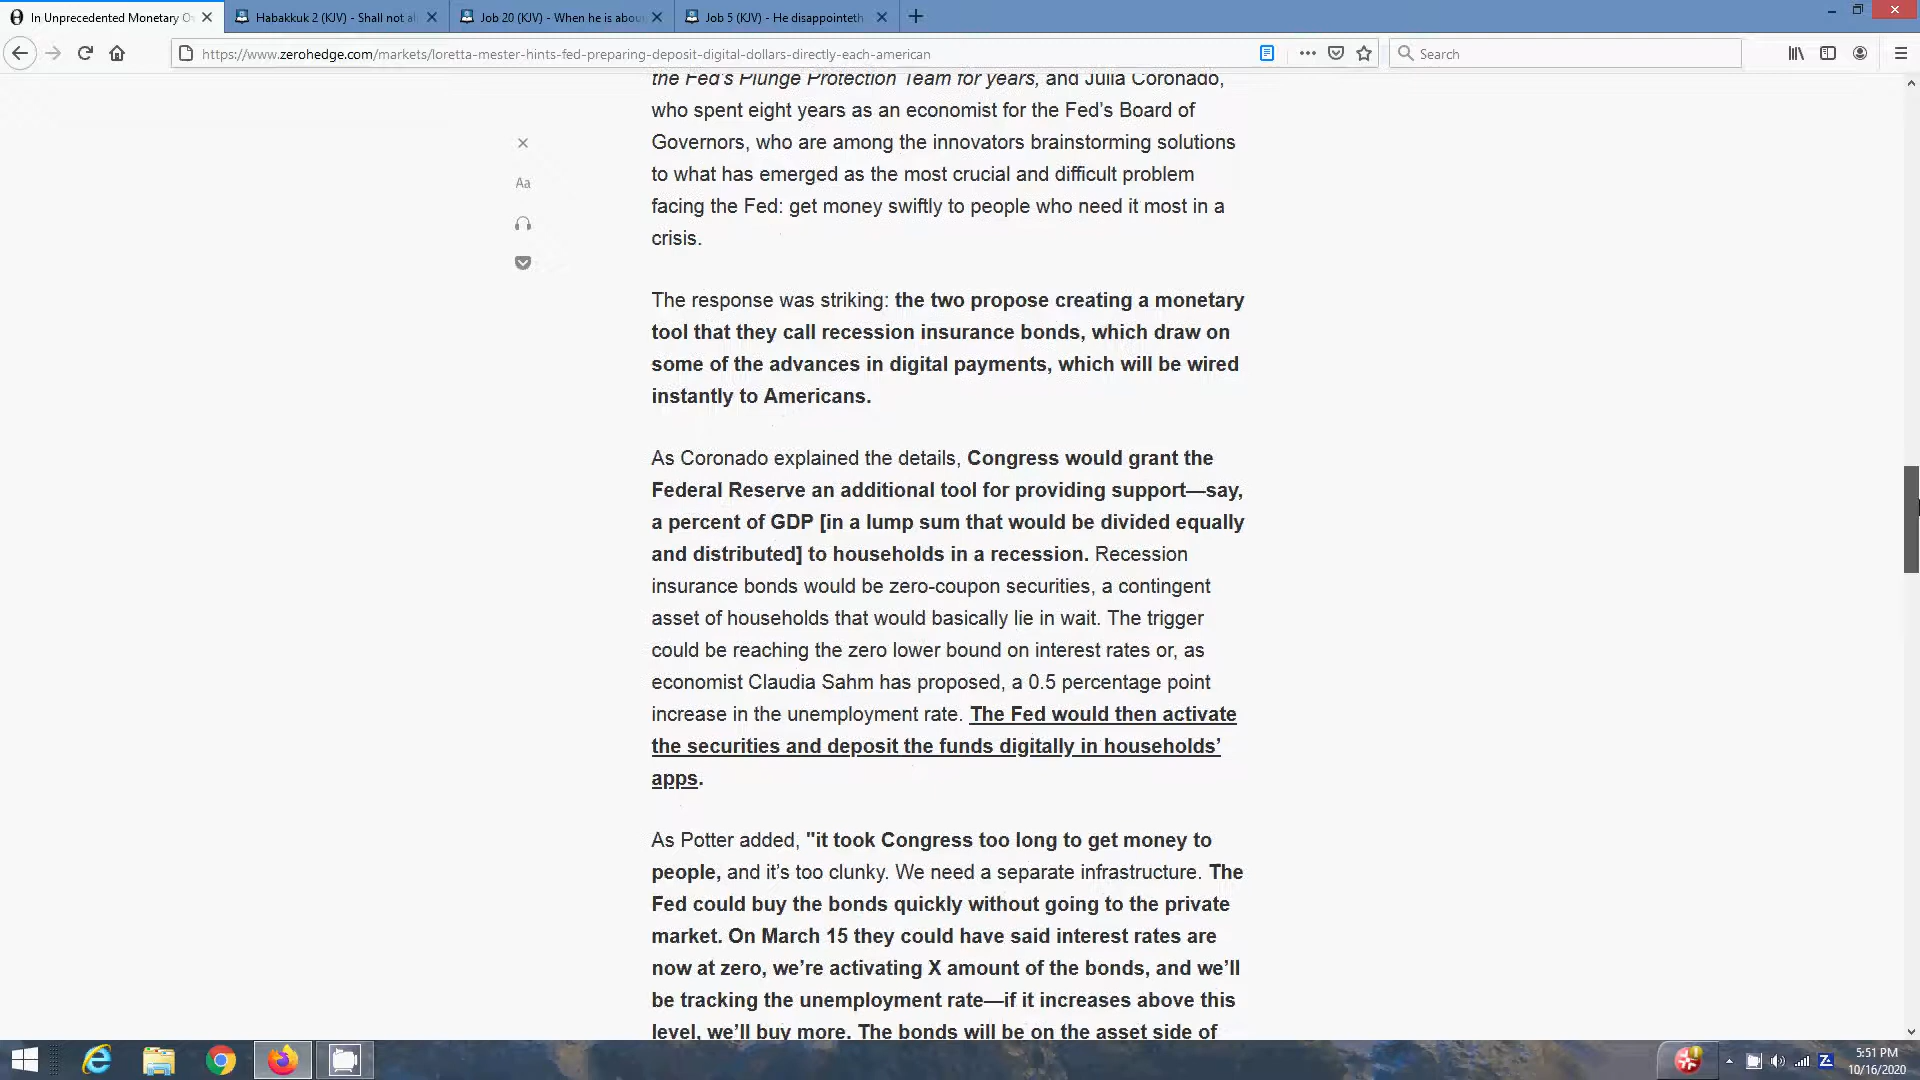 In Unprecedented Monetary O
Habakkuk 2 (KJV) - Shall not al
Job 20 (KJV) - When he is abou
Job 5 (KJV) - He disappointeth
https://www.zerohedge.com/markets/loretta-mester-hints-fed-preparing-deposit-digital-dollars-directly-each-american
Search
the Fed's Plunge Protection Team for years, and Julia Coronado,
who spent eight years as an economist for the Fed's Board of
Governors, who are among the innovators brainstorming solutions
to what has emerged as the most crucial and difficult problem
facing the Fed: get money swiftly to people who need it most in a
crisis.
Aa
The response was striking: the two propose creating a monetary
tool that they call recession insurance bonds, which draw on
some of the advances in digital payments, which will be wired
instantly to Americans.
As Coronado explained the details, Congress would grant the
Federal Reserve an additional tool for providing support—say,
a percent of GDP [in a lump sum that would be divided equally
and distributed] to households in a recession. Recession
insurance bonds would be zero-coupon securities, a contingent
asset of households that would basically lie in wait. The trigger
could be reaching the zero lower bound on interest rates or, as
economist Claudia Sahm has proposed, a 0.5 percentage point
increase in the unemployment rate. The Fed would then activate
the securities and deposit the funds digitally in households’
apps.
As Potter added, "it took Congress too long to get money to
people, and it’s too clunky. We need a separate infrastructure. The
Fed could buy the bonds quickly without going to the private
market. On March 15 they could have said interest rates are
now at zero, we’re activating X amount of the bonds, and we’ll
be tracking the unemployment rate—if it increases above this
level, we’ll buy more. The bonds will be on the asset side of
5:51 PM
10/16/2020